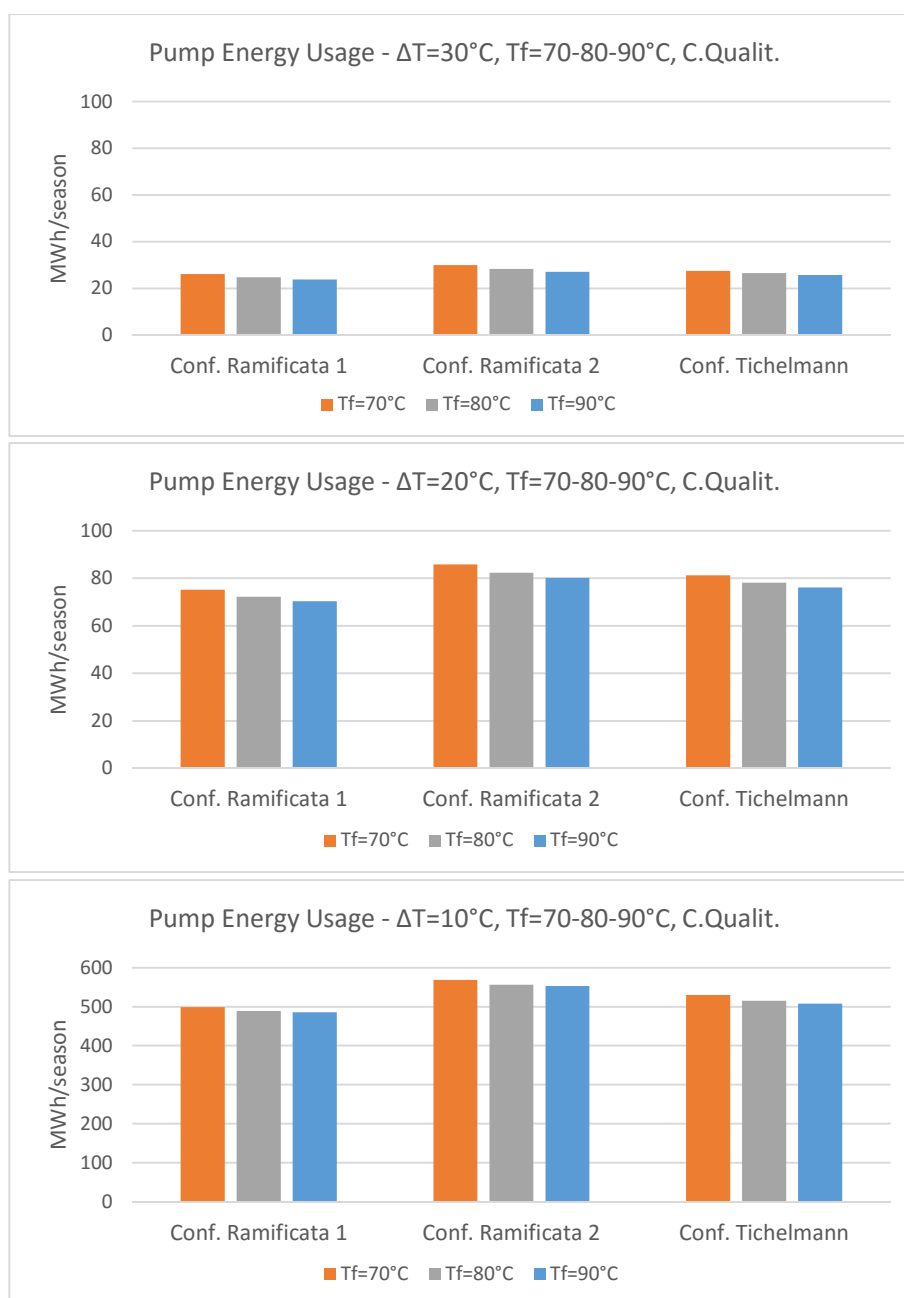 Pump Energy Usage - ΔT=30°C, Tf=70-80-90°C, C.Qualit.
MWh/season
100
80
60
40
20
0
Conf. Ramificata 1 Conf. Ramificata 2 Conf. Tichelmann
Tf=70°C Tf=80°C Tf=90°C
Pump Energy Usage - ΔT=20°C, Tf=70-80-90°C, C.Qualit.
MWh/season
100
80
60
40
20
0
Conf. Ramificata 1 Conf. Ramificata 2 Conf. Tichelmann
Tf=70°C Tf=80°C Tf=90°C
Pump Energy Usage - ΔT=10°C, Tf=70-80-90°C, C.Qualit.
MWh/season
600
500
400
300
200
100
0
Conf. Ramificata 1 Conf. Ramificata 2 Conf. Tichelmann
Tf=70°C Tf=80°C Tf=90°C